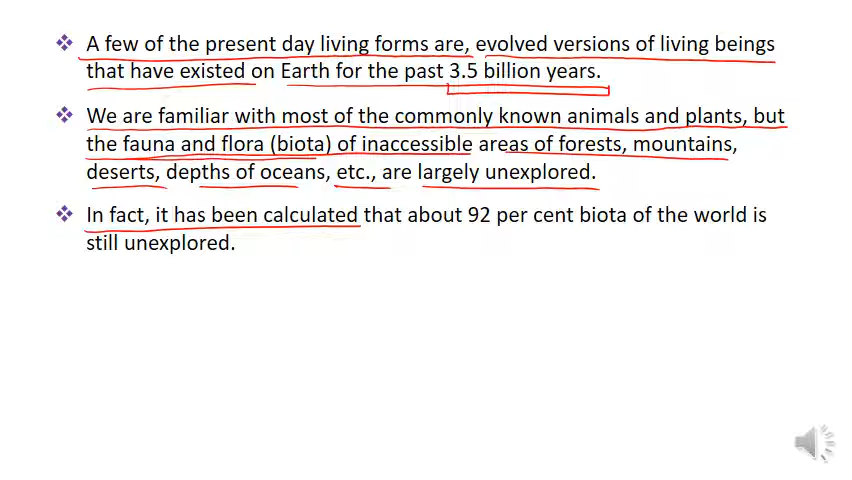 ❖ A few of the present day living forms are, evolved versions of living beings
that have existed on Earth for the past 3.5 billion years.
❖ We are familiar with most of the commonly known animals and plants, but
the fauna and flora (biota) of inaccessible areas of forests, mountains,
deserts, depths of oceans, etc., are largely unexplored.
❖ In fact, it has been calculated that about 92 per cent biota of the world is
still unexplored.